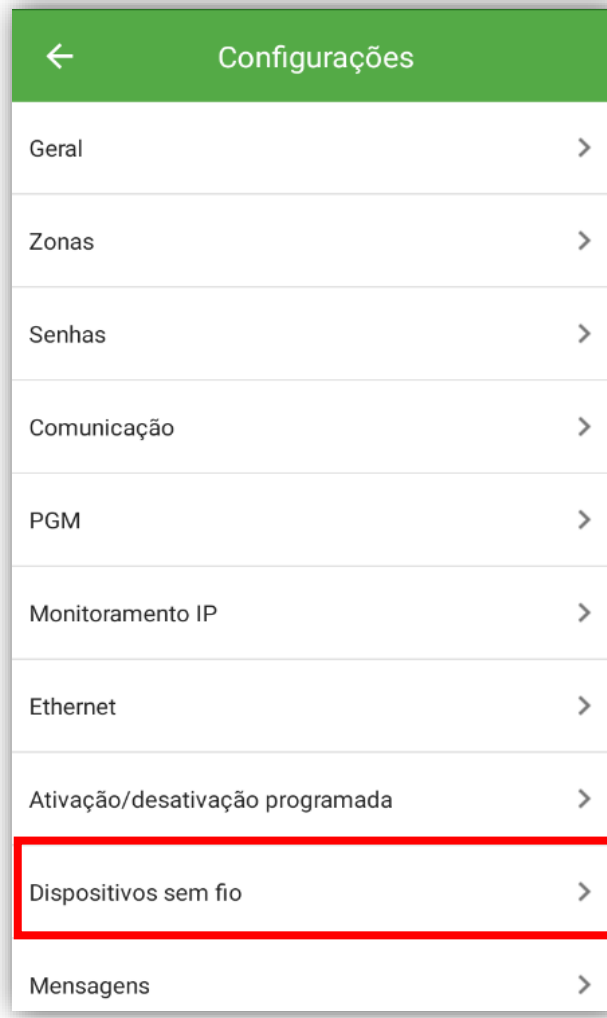 Configurações
Geral
Zonas
Senhas
Comunicação
PGM
Monitoramento IP
Ethernet
Ativação/desativação programada
Dispositivos sem fio
Mensagens